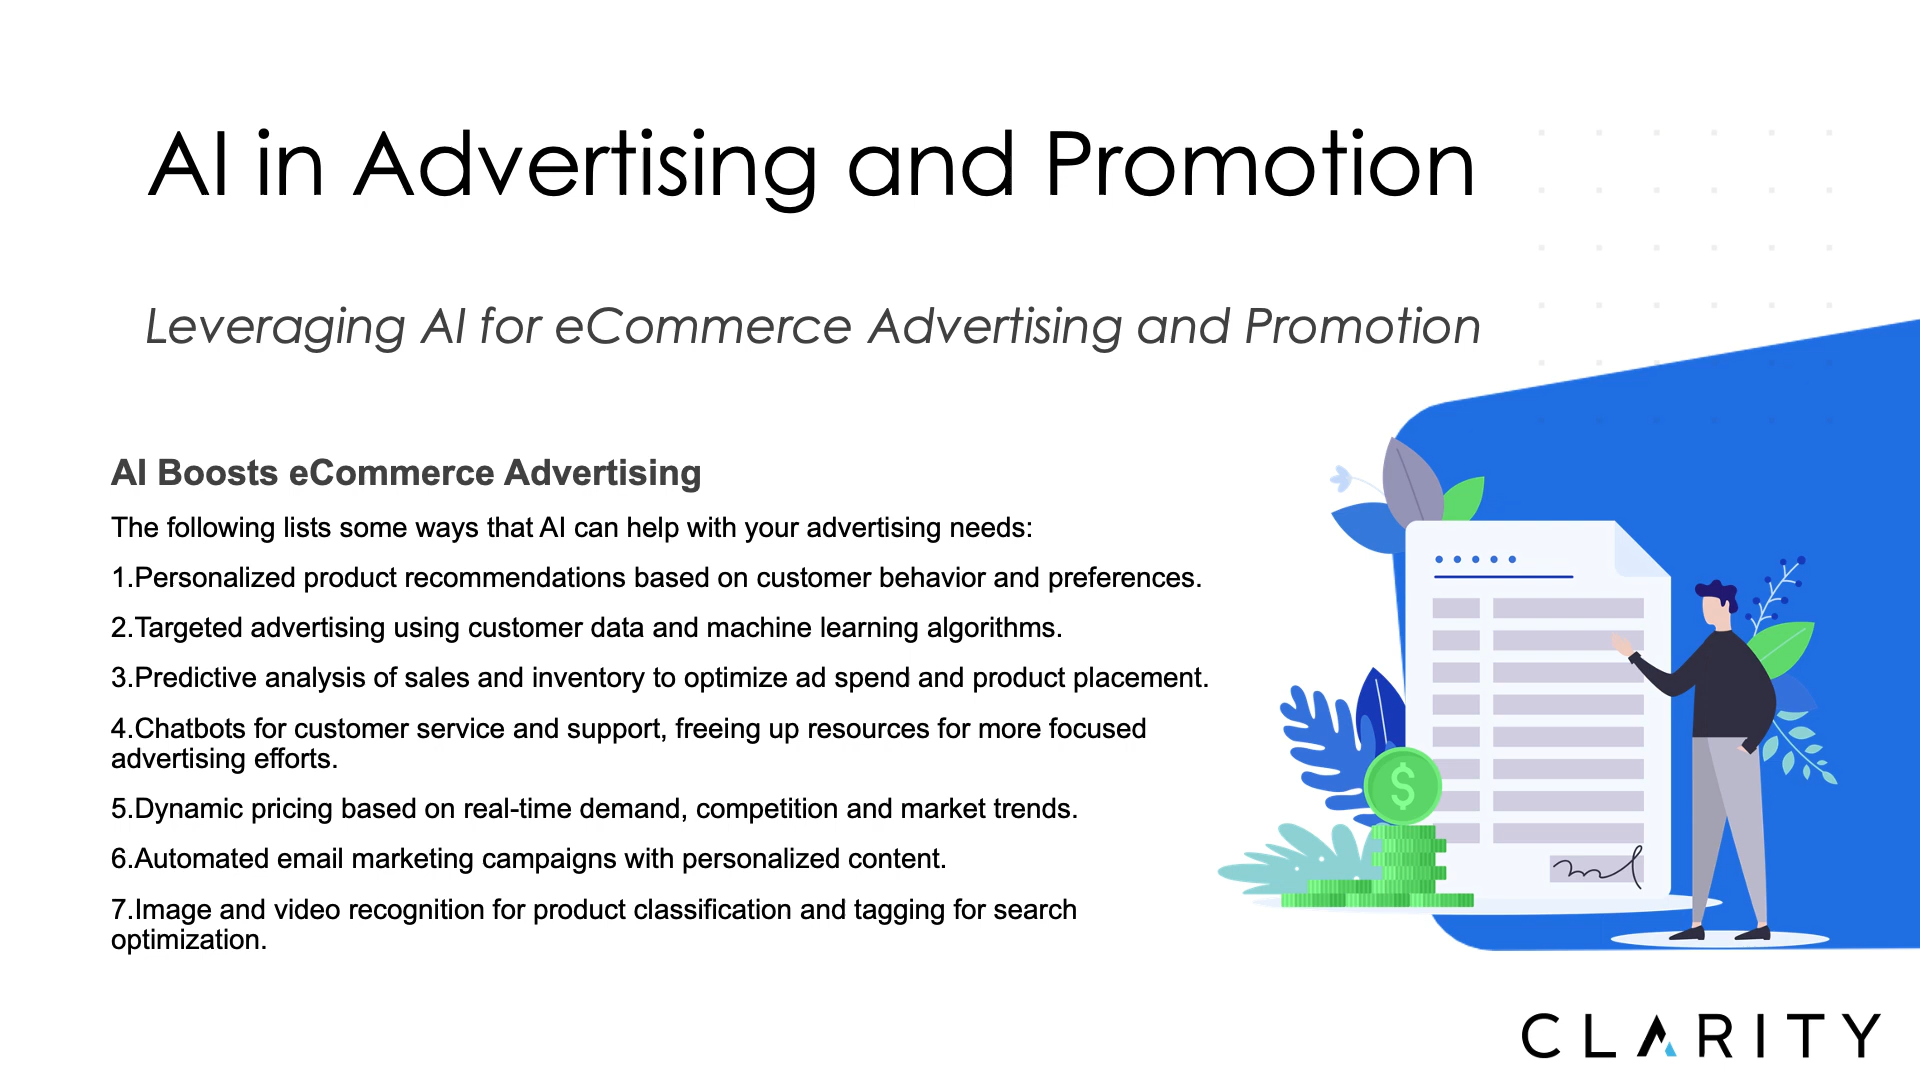 AI in Advertising and Promotion
Leveraging AI for eCommerce Advertising and Promotion
AI Boosts eCommerce Advertising
The following lists some ways that AI can help with your advertising needs:
1.Personalized product recommendations based on customer behavior and preferences.
2.Targeted advertising using customer data and machine learning algorithms.
3.Predictive analysis of sales and inventory to optimize ad spend and product placement.
4.Chatbots for customer service and support, freeing up resources for more focused
advertising efforts.
5.Dynamic pricing based on real-time demand, competition and market trends.
6.Automated email marketing campaigns with personalized content.
7.Image and video recognition for product classification and tagging for search
optimization.
$
CLARITY